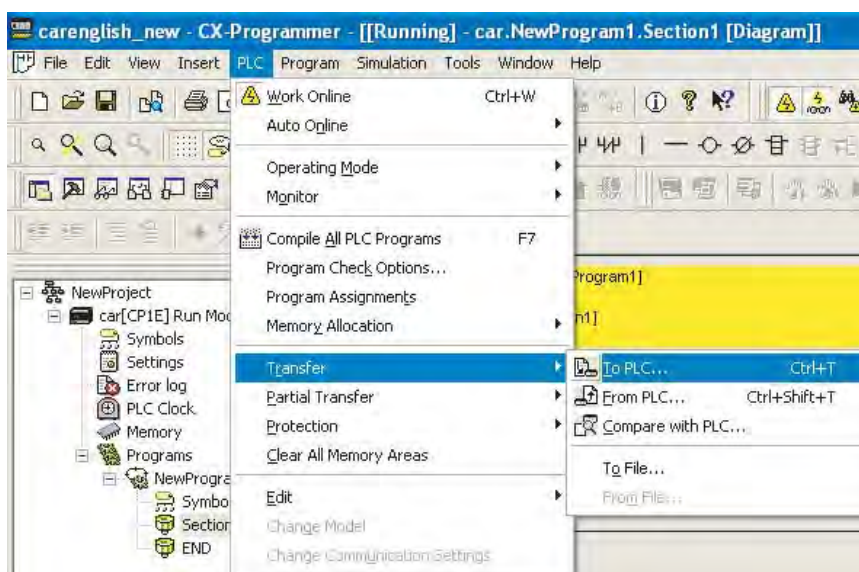 carenglish_new - CX-Programmer - [[Running] - car.NewProgram1.Section1 [Diagram]]
File Edit View Insert PLC Program Simulation Tools Window Help
Work Online Ctrl+W
Auto Online
Operating Mode
Monitor
Compile All PLC Programs F7
Program Check Options...
Program Assignments
Memory Allocation
Transfer
Partial Transfer
Protection
Clear All Memory Areas
Edit
Change Model
Change Communication Settings
To PLC... Ctrl+T
From PLC... Ctrl+Shift+T
Compare with PLC...
To File...
From File...
NewProject
car[CP1E] Run Mod
Symbols
Settings
Error log
PLC Clock
Memory
Programs
NewProgra
Symbo
Section
END
Program1]
n1]